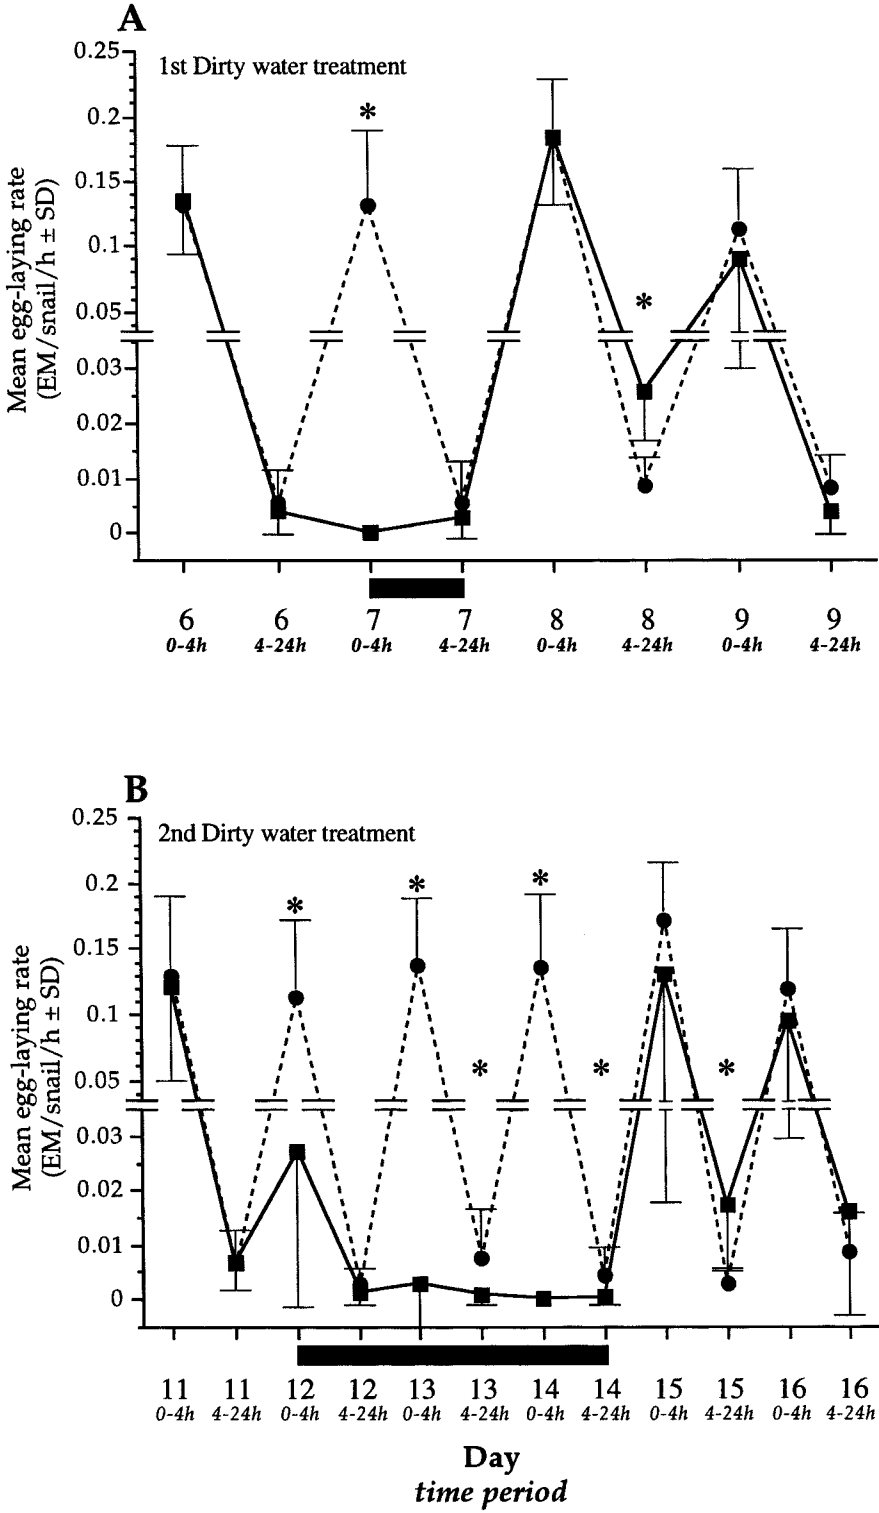 A
1st Dirty water treatment
0.25
0.2
0.15
0.1
0.05
0.03
0.02
0.01
0
Mean egg-laying rate
(EM/snail/h ± SD)
*
*
6 6 7 7 8 8 9 9
0-4h 4-24h 0-4h 4-24h 0-4h 4-24h 0-4h 4-24h
B
2nd Dirty water treatment
0.25
0.2
0.15
0.1
0.05
0.03
0.02
0.01
0
Mean egg-laying rate
(EM/snail/h ± SD)
* * *
* * *
11 11 12 12 13 13 14 14 15 15 16 16
0-4h 4-24h 0-4h 4-24h 0-4h 4-24h 0-4h 4-24h 0-4h 4-24h 0-4h 4-24h
Day
time period